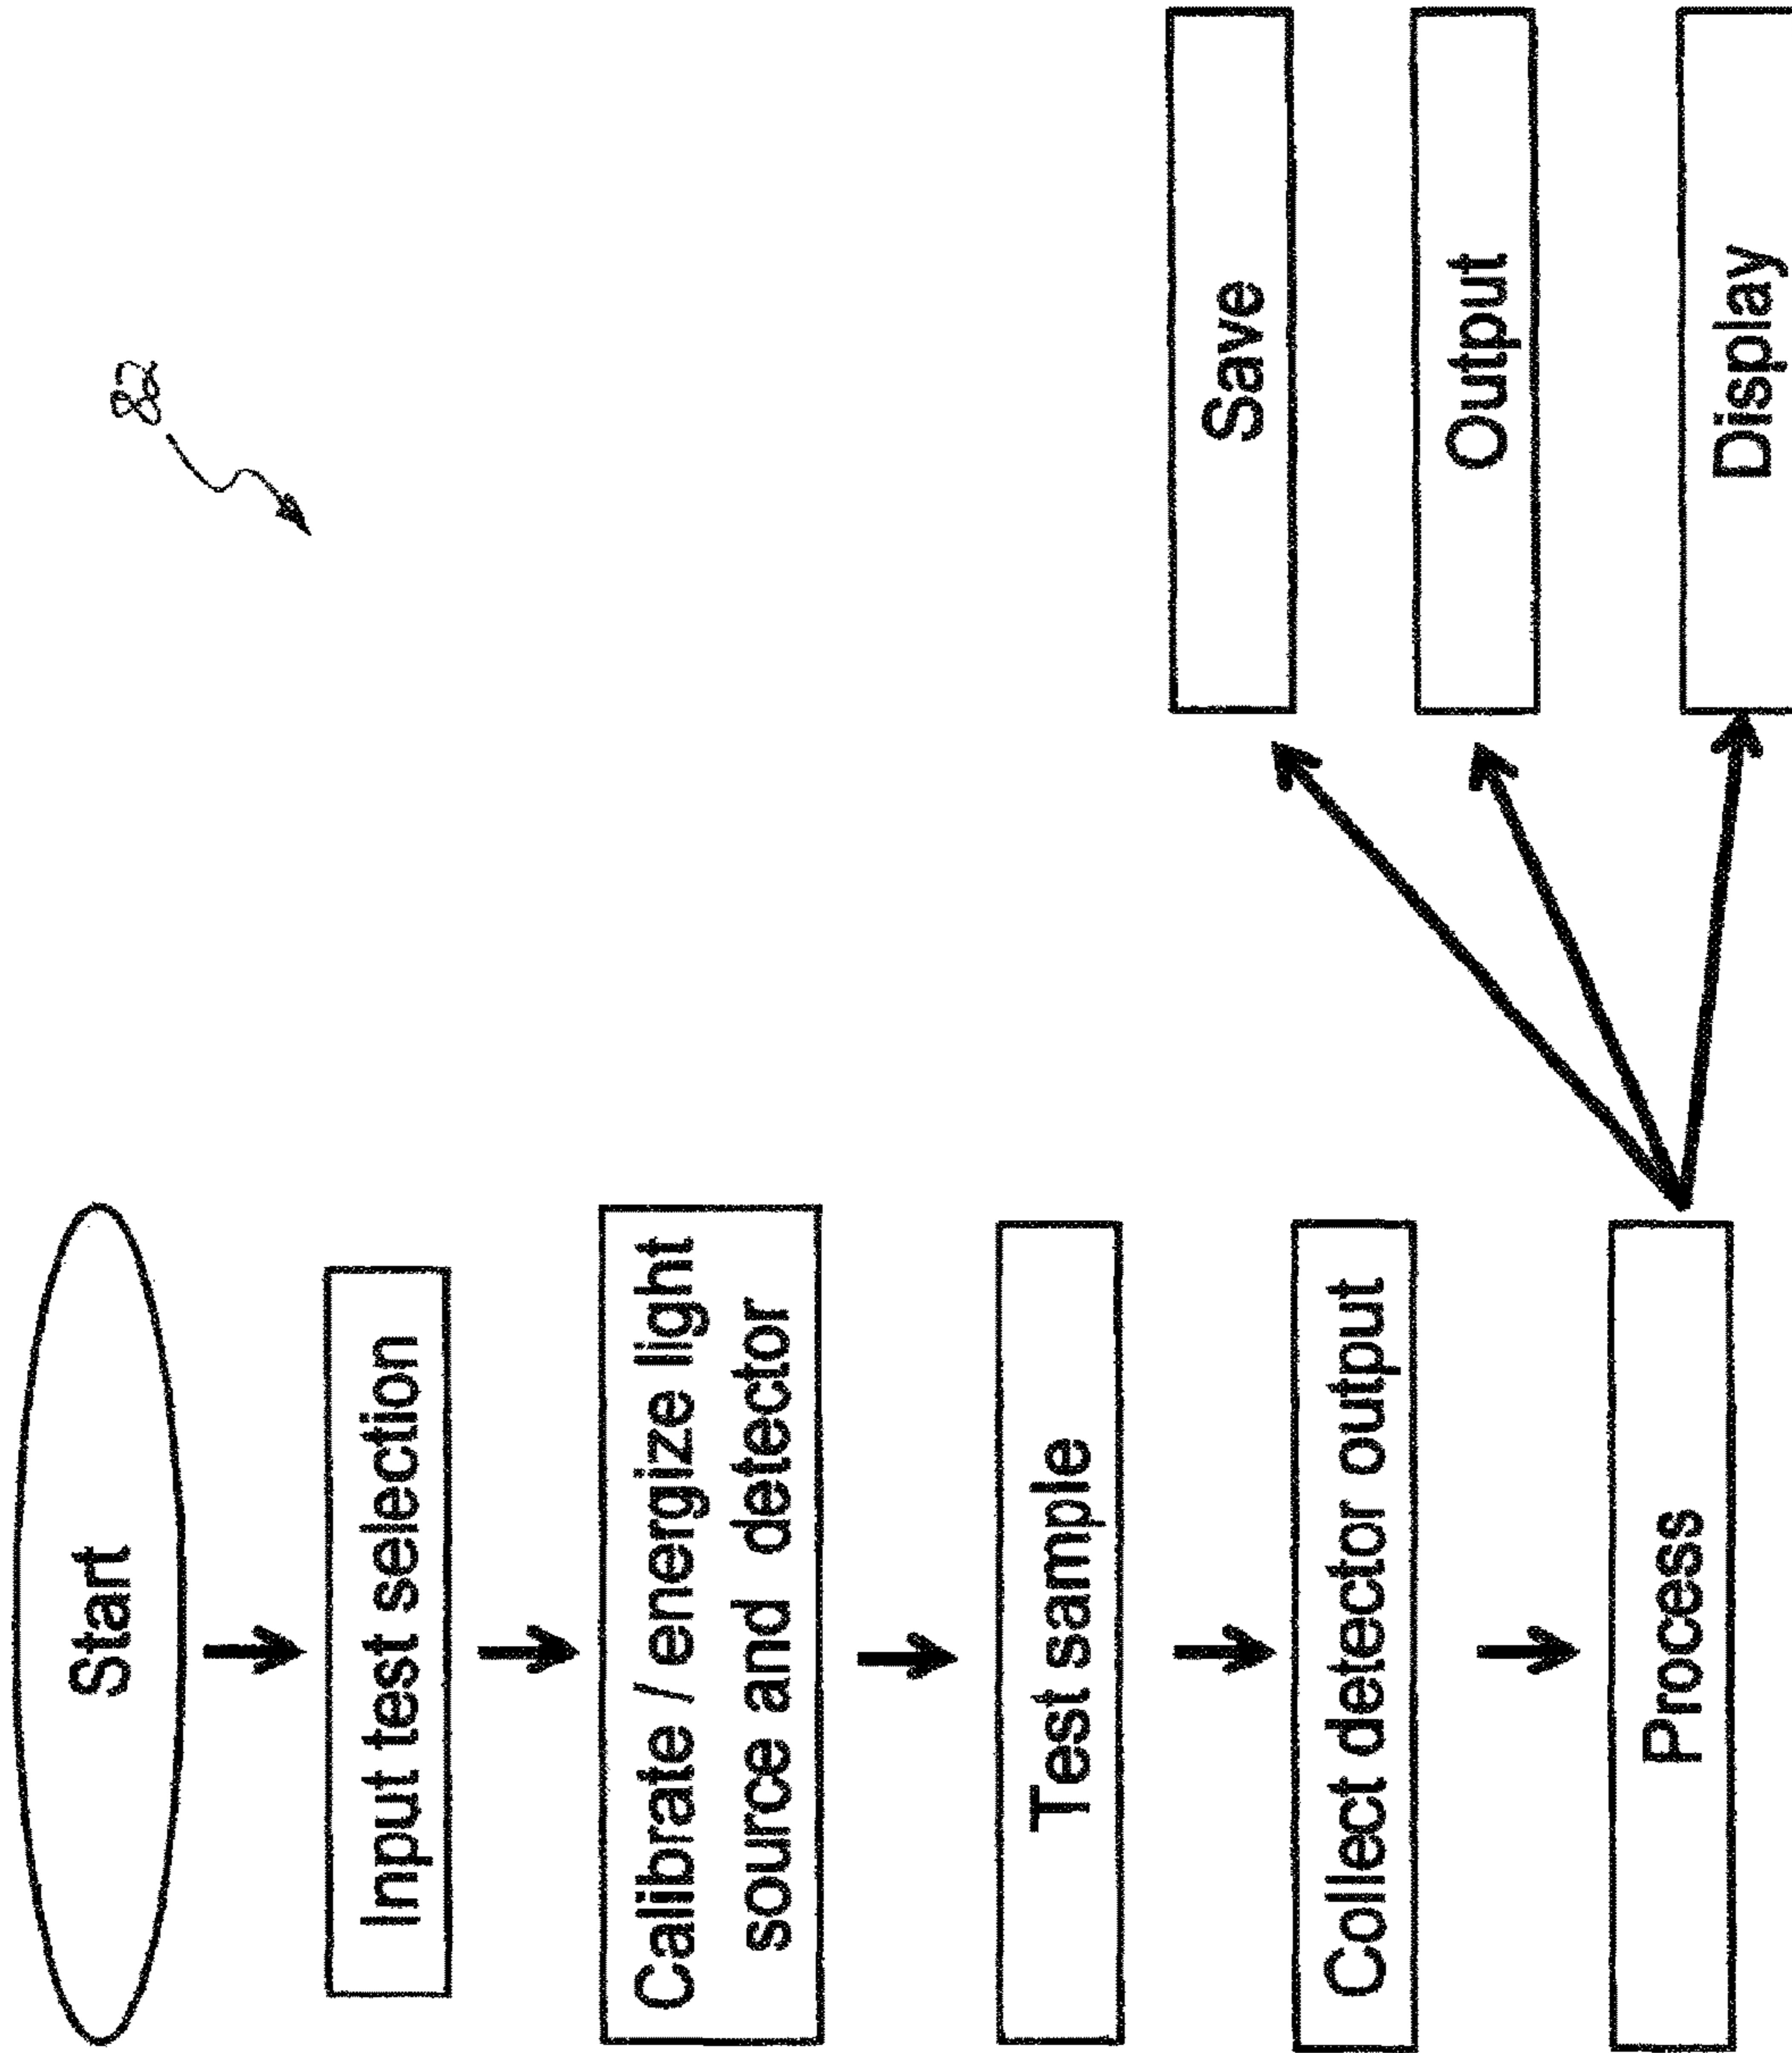 82
Start
Input test selection
Calibrate / energize light
source and detector
Test sample
Collect detector output
Process
Save
Output
Display